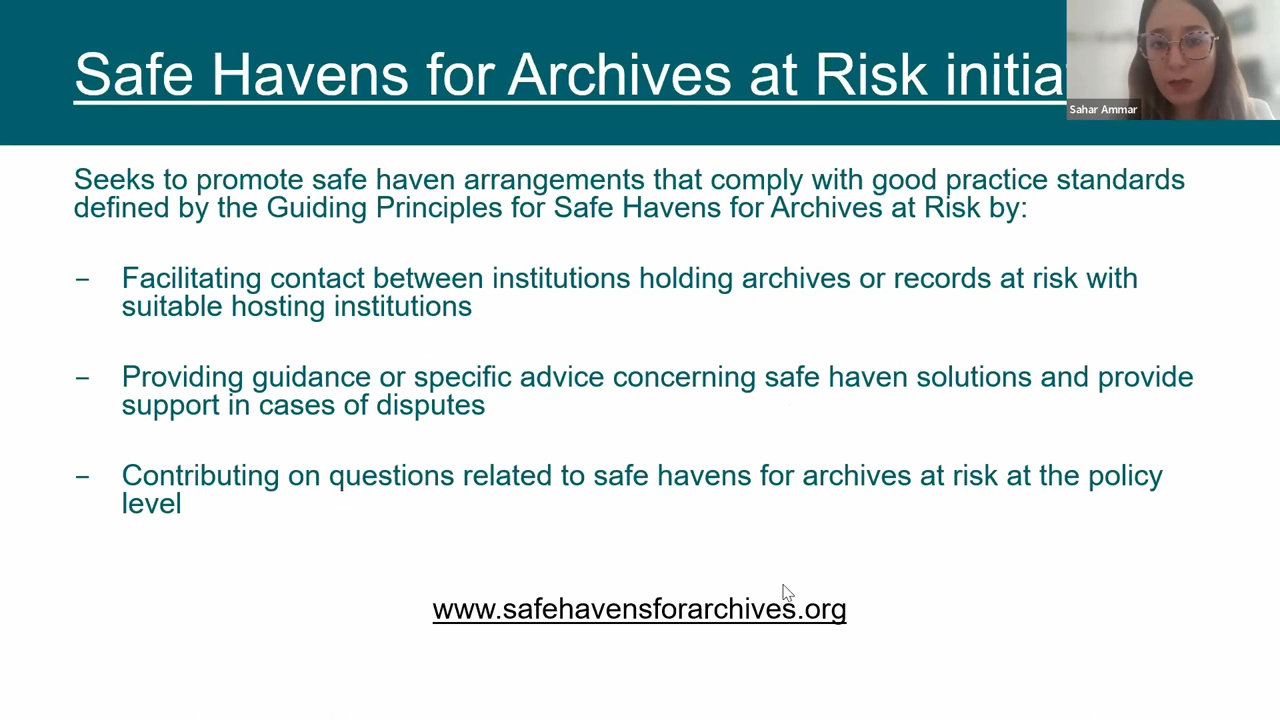 Safe Havens for Archives at Risk
Sahar Ammar
Seeks to promote safe haven arrangements that comply with good practice standards
defined by the Guiding Principles for Safe Havens for Archives at Risk by:
– Facilitating contact between institutions holding archives or records at risk with
suitable hosting institutions
– Providing guidance or specific advice concerning safe haven solutions and provide
support in cases of disputes
– Contributing on questions related to safe havens for archives at risk at the policy
level
www.safehavensforarchives.org